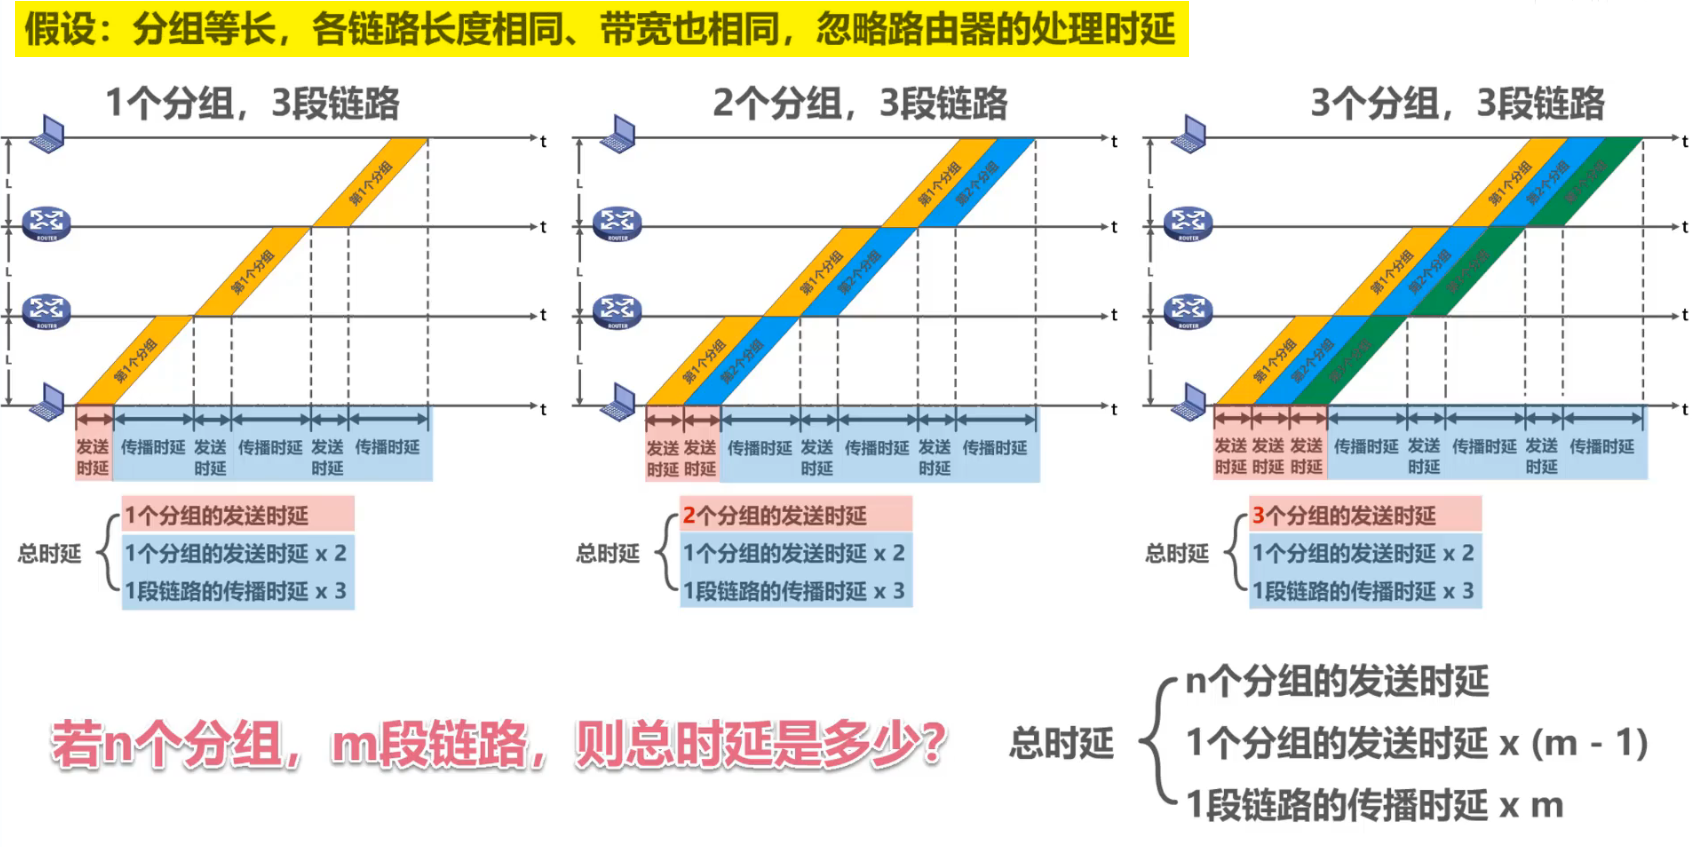 假设：分组等长，各链路长度相同、带宽也相同，忽略路由器的处理时延
1个分组，3段链路
t
L
第1个分组
ROUTER
t
L
第1个分组
ROUTER
t
L
第1个分组
t
发送时延
传播时延
发送时延
传播时延
发送时延
传播时延
总时延
1个分组的发送时延
1个分组的发送时延 x 2
1段链路的传播时延 x 3
2个分组，3段链路
t
L
第1个分组
第2个分组
ROUTER
t
L
第1个分组
第2个分组
ROUTER
t
L
第1个分组
第2个分组
t
发送时延
发送时延
传播时延
发送时延
传播时延
发送时延
传播时延
总时延
2个分组的发送时延
1个分组的发送时延 x 2
1段链路的传播时延 x 3
3个分组，3段链路
t
L
第1个分组
第2个分组
ROUTER
t
L
第1个分组
第2个分组
ROUTER
t
L
第1个分组
第2个分组
t
发送时延
发送时延
发送时延
传播时延
发送时延
传播时延
发送时延
传播时延
总时延
3个分组的发送时延
1个分组的发送时延 x 2
1段链路的传播时延 x 3
若n个分组，m段链路，则总时延是多少？
总时延
n个分组的发送时延
1个分组的发送时延 x (m - 1)
1段链路的传播时延 x m